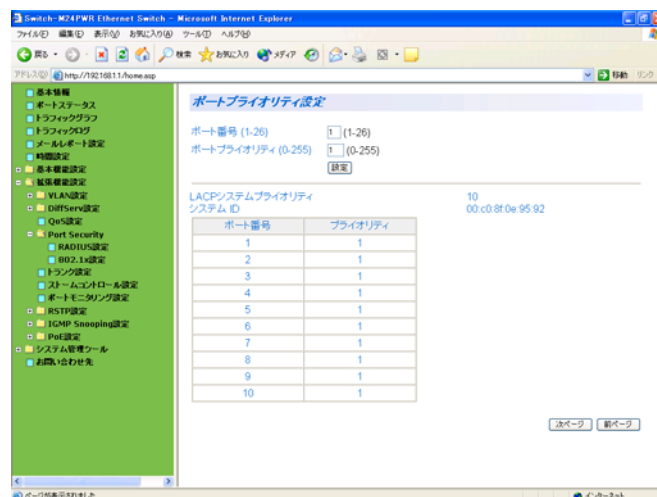 Switch-M24PWR Ethernet Switch - Microsoft Internet Explorer
ファイル(F) 編集(E) 表示(V) お気に入り(A) ツール(T) ヘルプ(H)
戻る 検索 お気に入り メディア
アドレス(D) http://192.168.1.1/home.asp 移動 リンク
基本情報
ポートステータス
トラフィックグラフ
トラフィックログ
メールレポート設定
時間設定
基本機能設定
拡張機能設定
VLAN設定
DiffServ設定
QoS設定
Port Security
RADIUS設定
802.1x設定
トランク設定
ストームコントロール設定
ポートモニタリング設定
RSTP設定
IGMP Snooping設定
PoE設定
システム管理ツール
お問い合わせ先
ポートプライオリティ設定
ポート番号 (1-26) 1 (1-26)
ポートプライオリティ (0-255) 1 (0-255)
設定
LACPシステムプライオリティ 10
システム ID 00:c0:8f:0e:95:92
ポート番号 プライオリティ
1 1
2 1
3 1
4 1
5 1
6 1
7 1
8 1
9 1
10 1
次ページ 前ページ
ページが表示されました インターネット